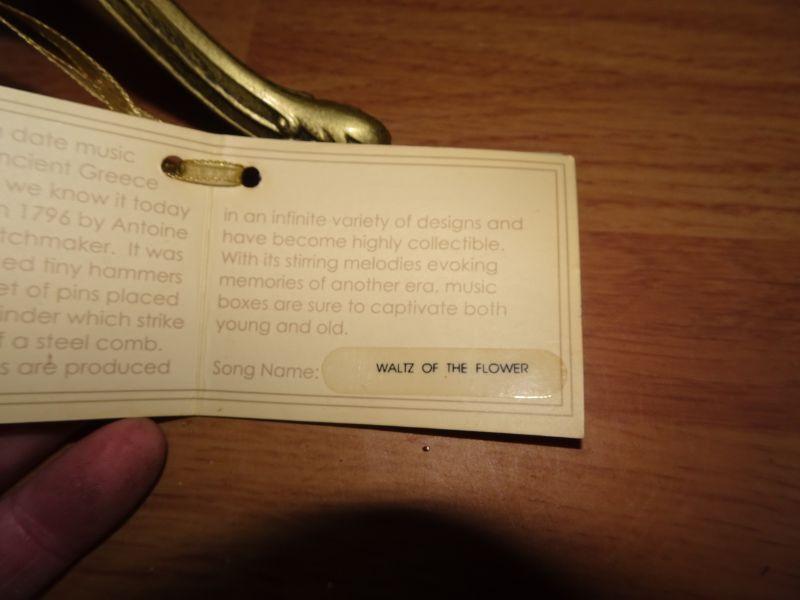 date music
ncient Greece
we know it today
1796 by Antoine
tchmaker. It was
ed tiny hammers
et of pins placed
inder which strike
f a steel comb.
s are produced
in an infinite variety of designs and
have become highly collectible.
With its stirring melodies evoking
memories of another era, music
boxes are sure to captivate both
young and old.
Song Name: WALTZ OF THE FLOWER